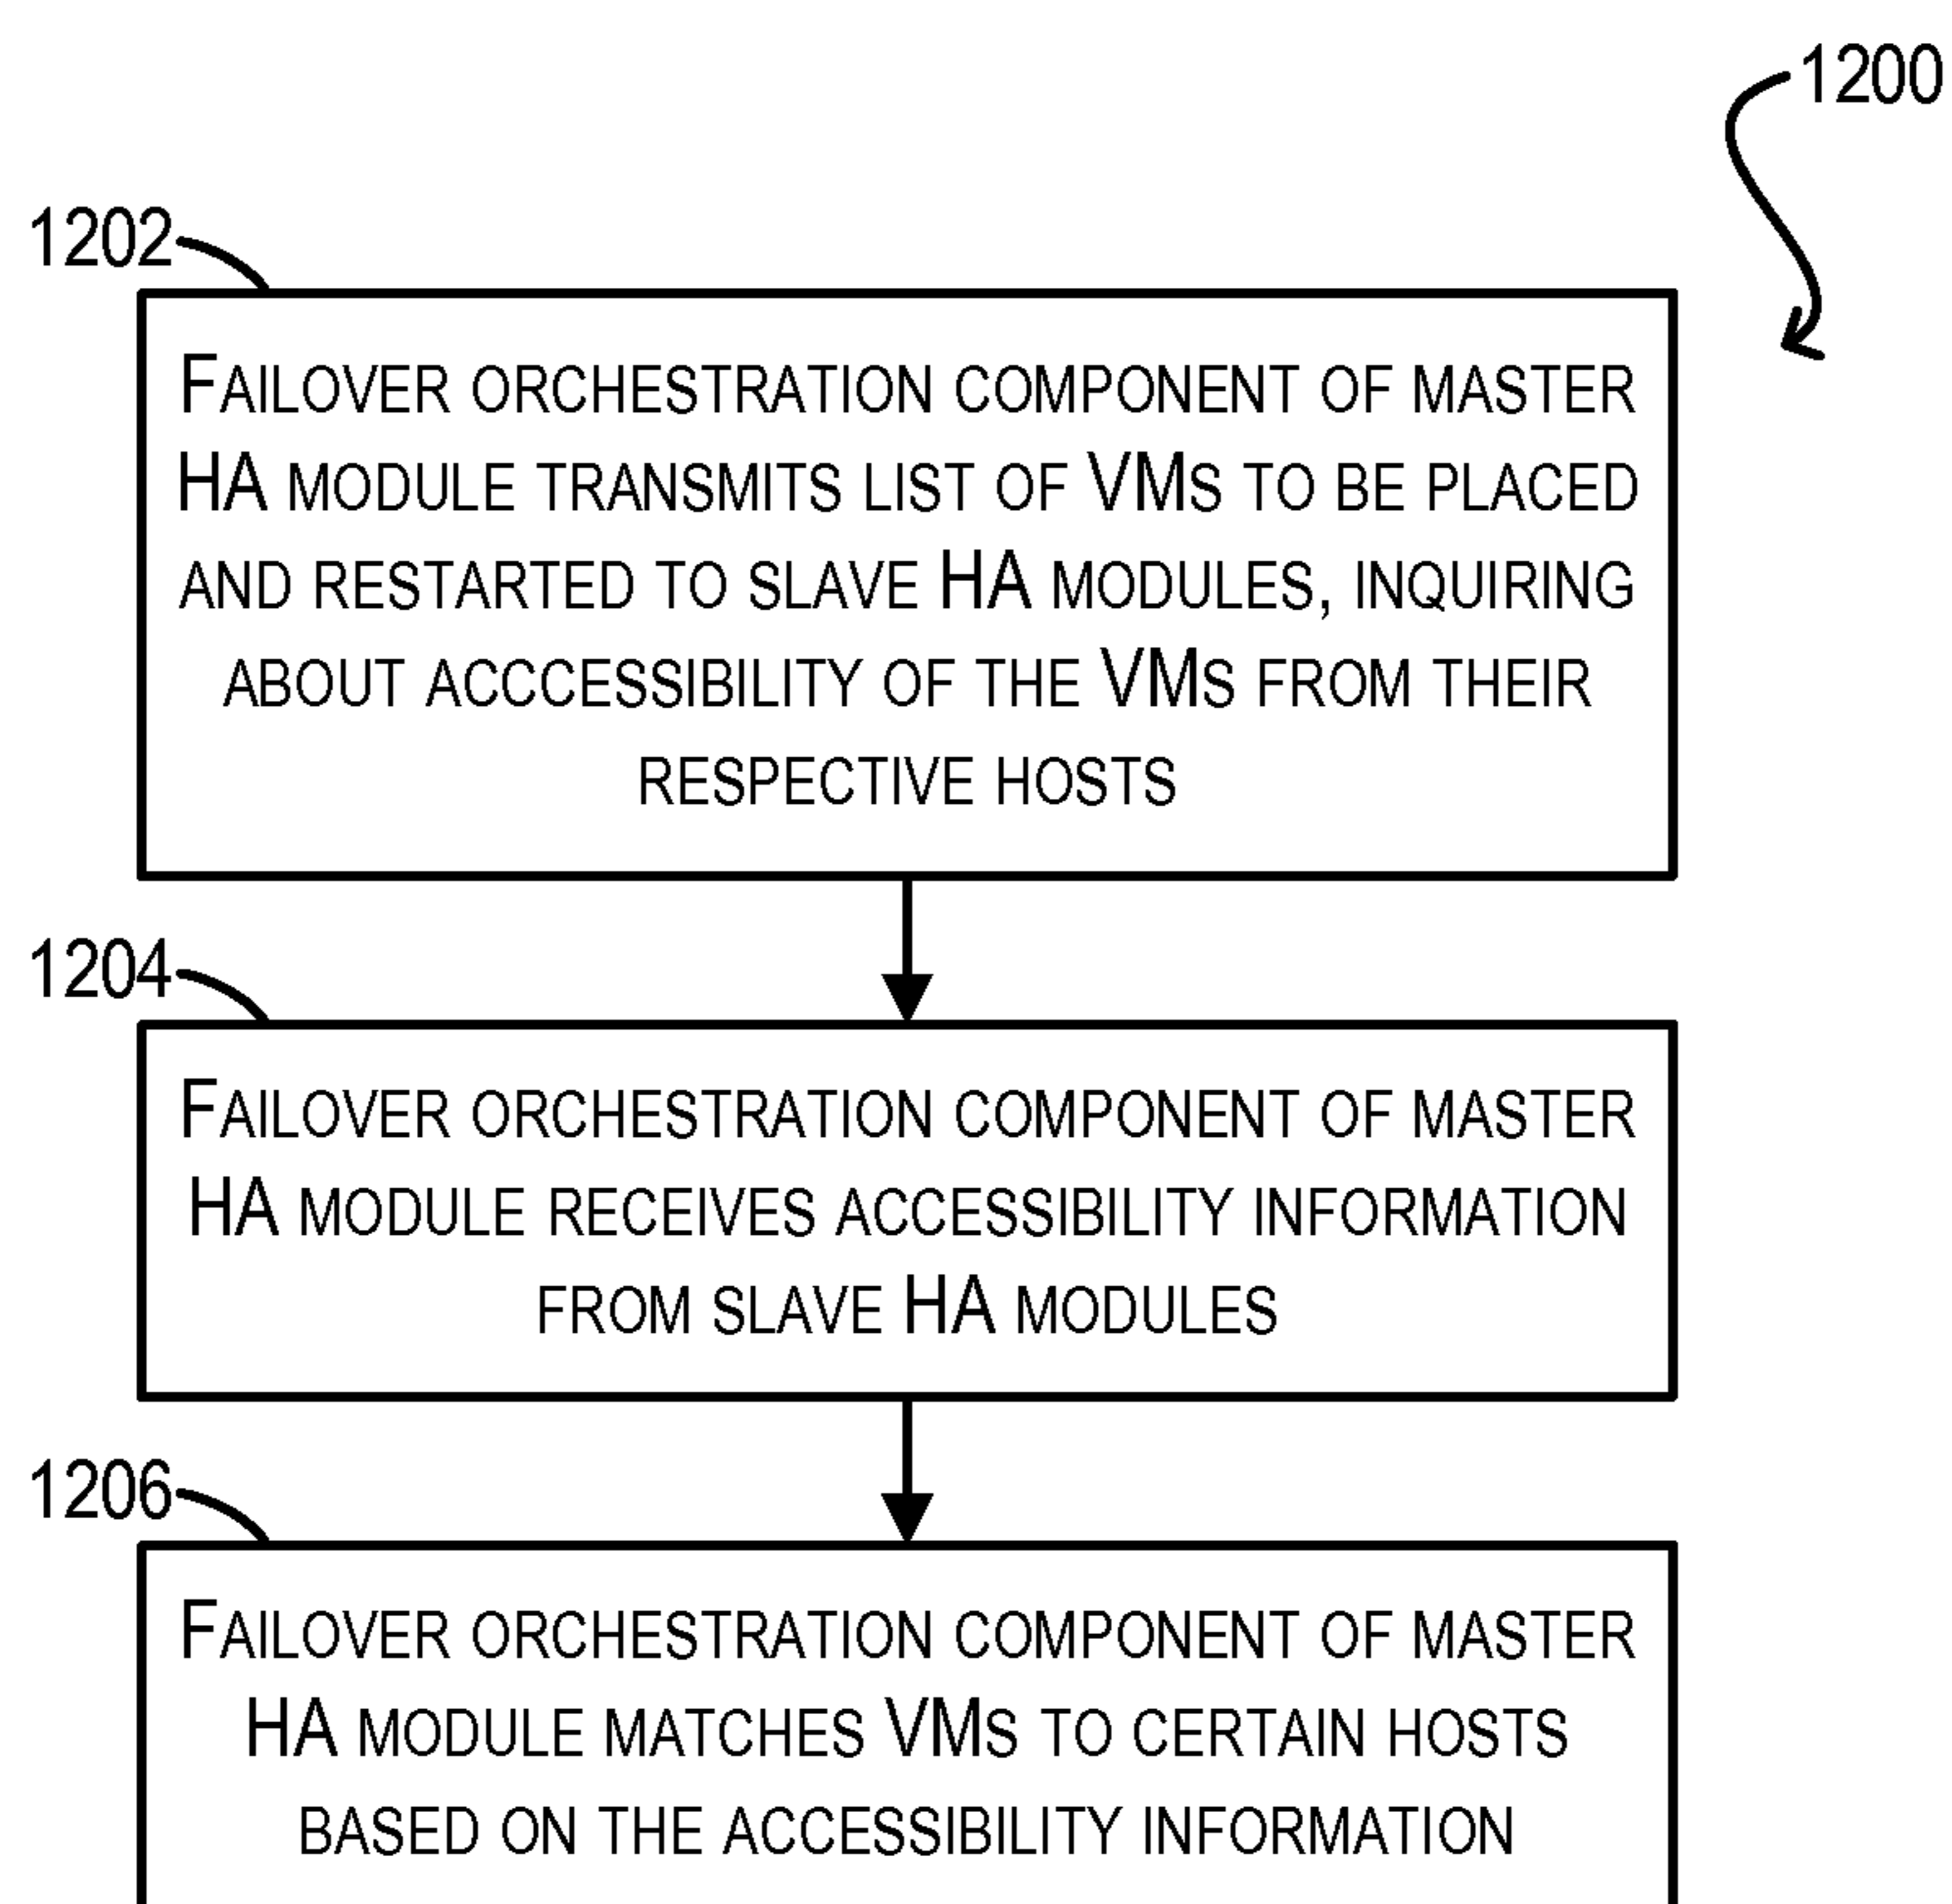 1200
1202
Failover orchestration component of master
HA module transmits list of VMs to be placed
and restarted to slave HA modules, inquiring
about acccessibility of the VMs from their
respective hosts
1204
Failover orchestration component of master
HA module receives accessibility information
from slave HA modules
1206
Failover orchestration component of master
HA module matches VMs to certain hosts
based on the accessibility information